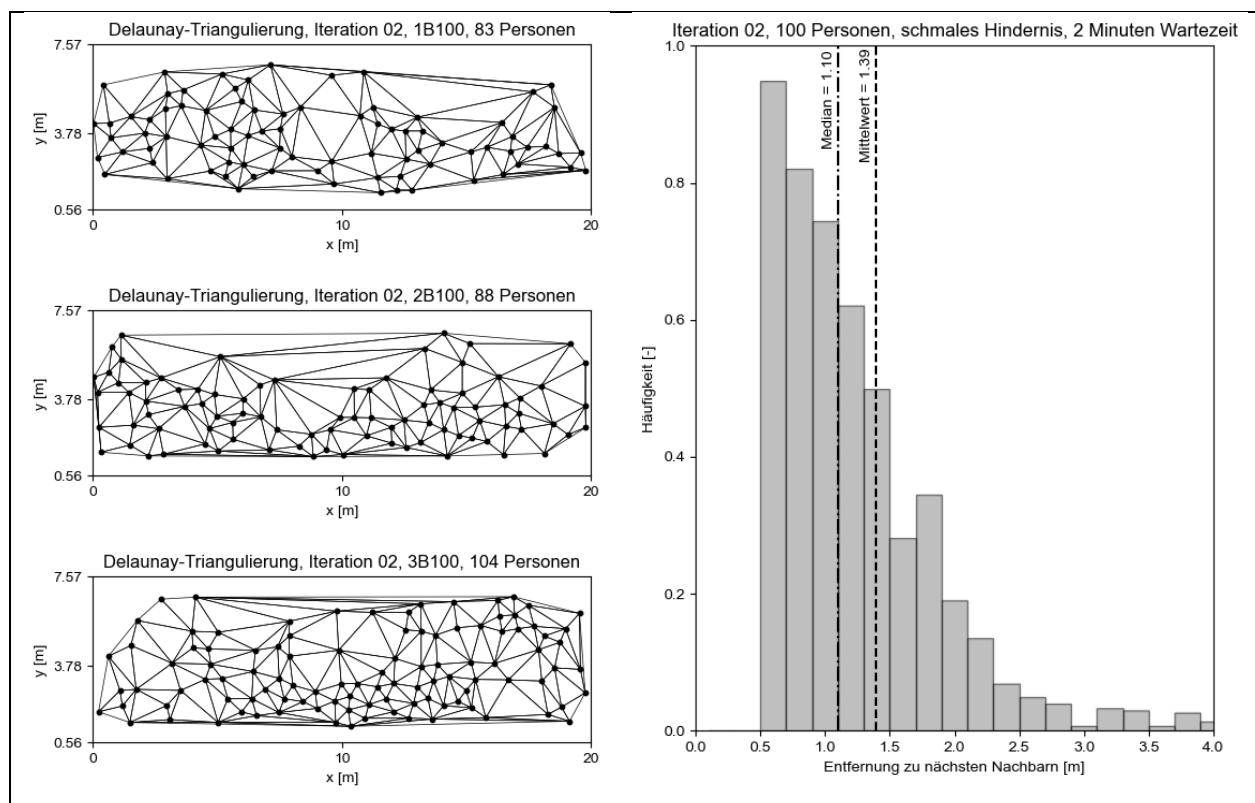 Delaunay-Triangulierung, Iteration 02, 1B100, 83 Personen
7.57
y [m]
3.78
0.56
0
10
20
x [m]
Delaunay-Triangulierung, Iteration 02, 2B100, 88 Personen
7.57
y [m]
3.78
0.56
0
10
20
x [m]
Delaunay-Triangulierung, Iteration 02, 3B100, 104 Personen
7.57
y [m]
3.78
0.56
0
10
20
x [m]
Iteration 02, 100 Personen, schmales Hindernis, 2 Minuten Wartezeit
1.0
0.8
0.6
0.4
0.2
0.0
Häufigkeit [-]
Median = 1.10
Mittelwert = 1.39
0.0
0.5
1.0
1.5
2.0
2.5
3.0
3.5
4.0
Entfernung zu nächsten Nachbarn [m]